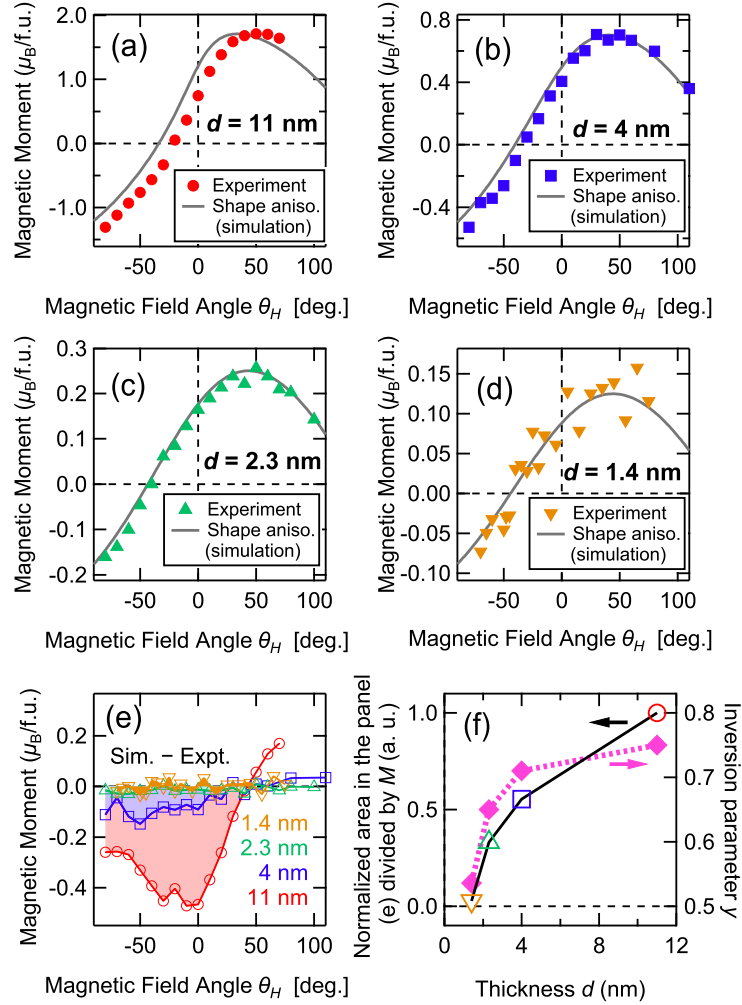 (a)
Magnetic Moment (μB/f.u.)
2.0
1.0
0.0
-1.0
d = 11 nm
Experiment
Shape aniso.
(simulation)
-50
0
50
100
Magnetic Field Angle θH [deg.]
(b)
Magnetic Moment (μB/f.u.)
0.8
0.4
0.0
-0.4
d = 4 nm
Experiment
Shape aniso.
(simulation)
-50
0
50
100
Magnetic Field Angle θH [deg.]
(c)
Magnetic Moment (μB/f.u.)
0.3
0.2
0.1
0.0
-0.1
-0.2
d = 2.3 nm
Experiment
Shape aniso.
(simulation)
-50
0
50
100
Magnetic Field Angle θH [deg.]
(d)
Magnetic Moment (μB/f.u.)
0.15
0.10
0.05
0.00
-0.05
-0.10
d = 1.4 nm
Experiment
Shape aniso.
(simulation)
-50
0
50
100
Magnetic Field Angle θH [deg.]
(e)
Magnetic Moment (μB/f.u.)
0.2
0.0
-0.2
-0.4
Sim. − Expt.
1.4 nm
2.3 nm
4 nm
11 nm
-50
0
50
100
Magnetic Field Angle θH [deg.]
(f)
Normalized area in the panel
(e) divided by M (a. u.)
1.0
0.5
0.0
0.8
0.7
0.6
0.5
Inversion parameter y
0
4
8
12
Thickness d (nm)